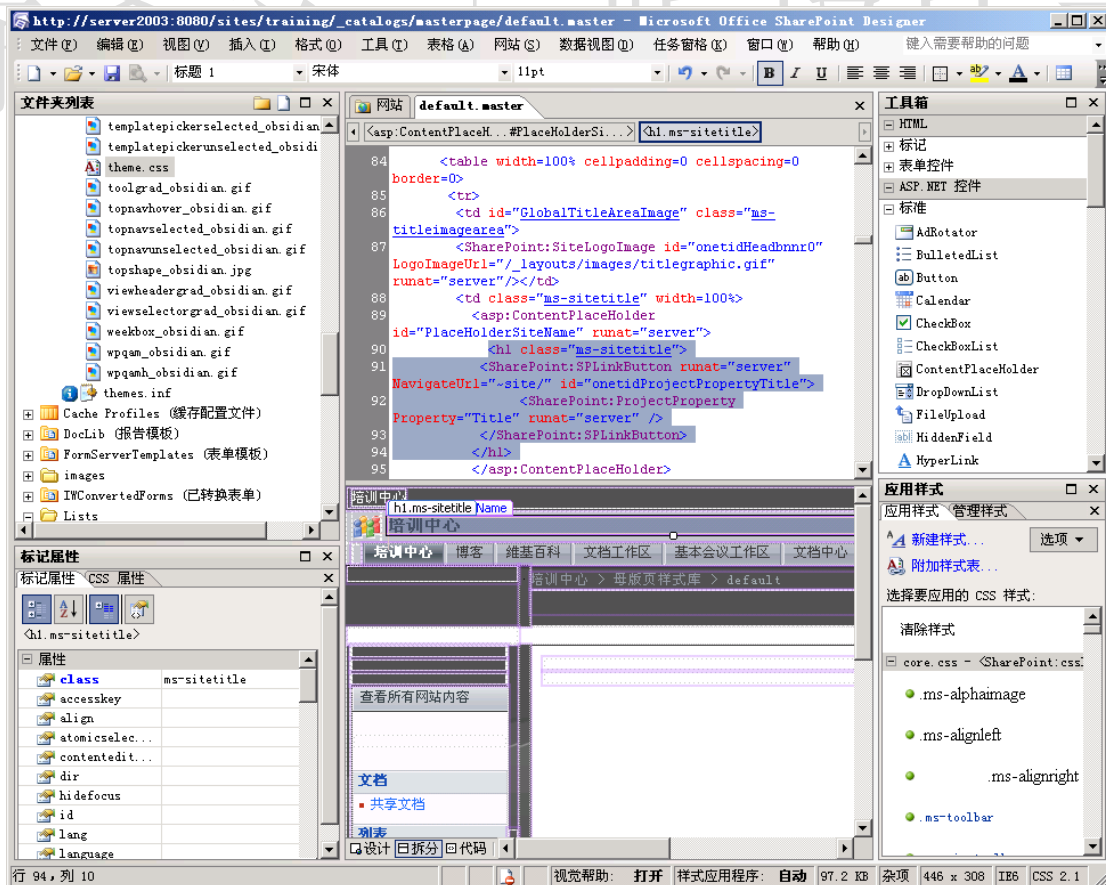 http://server2003:8080/sites/training/_catalogs/masterpage/default.master - Microsoft Office SharePoint Designer
文件(F) 编辑(E) 视图(V) 插入(I) 格式(O) 工具(T) 表格(A) 网站(S) 数据视图(D) 任务窗格(K) 窗口(W) 帮助(H) 键入需要帮助的问题
标题 1 宋体 11pt B I U ab A
文件夹列表
templatepickerselected_obsidian
templatepickerunselected_obsidi
theme.css
toolgrad_obsidian.gif
topnavhover_obsidian.gif
topnavselected_obsidian.gif
topnavunselected_obsidian.gif
topshape_obsidian.jpg
viewheadergrad_obsidian.gif
viewselectorgrad_obsidian.gif
weekbox_obsidian.gif
wpqam_obsidian.gif
wpqamh_obsidian.gif
themes.inf
Cache Profiles (缓存配置文件)
DocLib (报告模板)
FormServerTemplates (表单模板)
images
IWConvertedForms (已转换表单)
Lists
标记属性
标记属性 CSS 属性
<h1.ms-sitetitle>
属性
class ms-sitetitle
accesskey
align
atomicselec...
contentedit...
dir
hidefocus
id
lang
language
网站 default.master
<asp:ContentPlaceH...#PlaceHolderSi...> <h1.ms-sitetitle>
84 <table width=100% cellpadding=0 cellspacing=0
border=0>
85 <tr>
86 <td id="GlobalTitleAreaImage" class="ms-
titleimagearea">
87 <SharePoint:SiteLogoImage id="onetidHeadbnnr0"
LogoImageUrl="/_layouts/images/titlegraphic.gif"
runat="server"/></td>
88 <td class="ms-sitetitle" width=100%>
89 <asp:ContentPlaceHolder
id="PlaceHolderSiteName" runat="server">
90 <h1 class="ms-sitetitle">
91 <SharePoint:SPLinkButton runat="server"
NavigateUrl="~site/" id="onetidProjectPropertyTitle">
92 <SharePoint:ProjectProperty
Property="Title" runat="server" />
93 </SharePoint:SPLinkButton>
94 </h1>
95 </asp:ContentPlaceHolder>
培训中心
h1.ms-sitetitle Name
培训中心
培训中心 博客 维基百科 文档工作区 基本会议工作区 文档中心
培训中心 > 母版页样式库 > default
查看所有网站内容
文档
共享文档
列表
设计 拆分 代码
工具箱
HTML
标记
表单控件
ASP.NET 控件
标准
AdRotator
BulletedList
Button
Calendar
CheckBox
CheckBoxList
ContentPlaceHolder
DropDownList
FileUpload
HiddenField
HyperLink
应用样式
应用样式 管理样式
新建样式... 选项
附加样式表...
选择要应用的 CSS 样式:
清除样式
core.css - <SharePoint:css
.ms-alphaimage
.ms-alignleft
.ms-alignright
.ms-toolbar
行 94, 列 10 视觉帮助: 打开 样式应用程序: 自动 97.2 KB 杂项 446 x 308 IE6 CSS 2.1